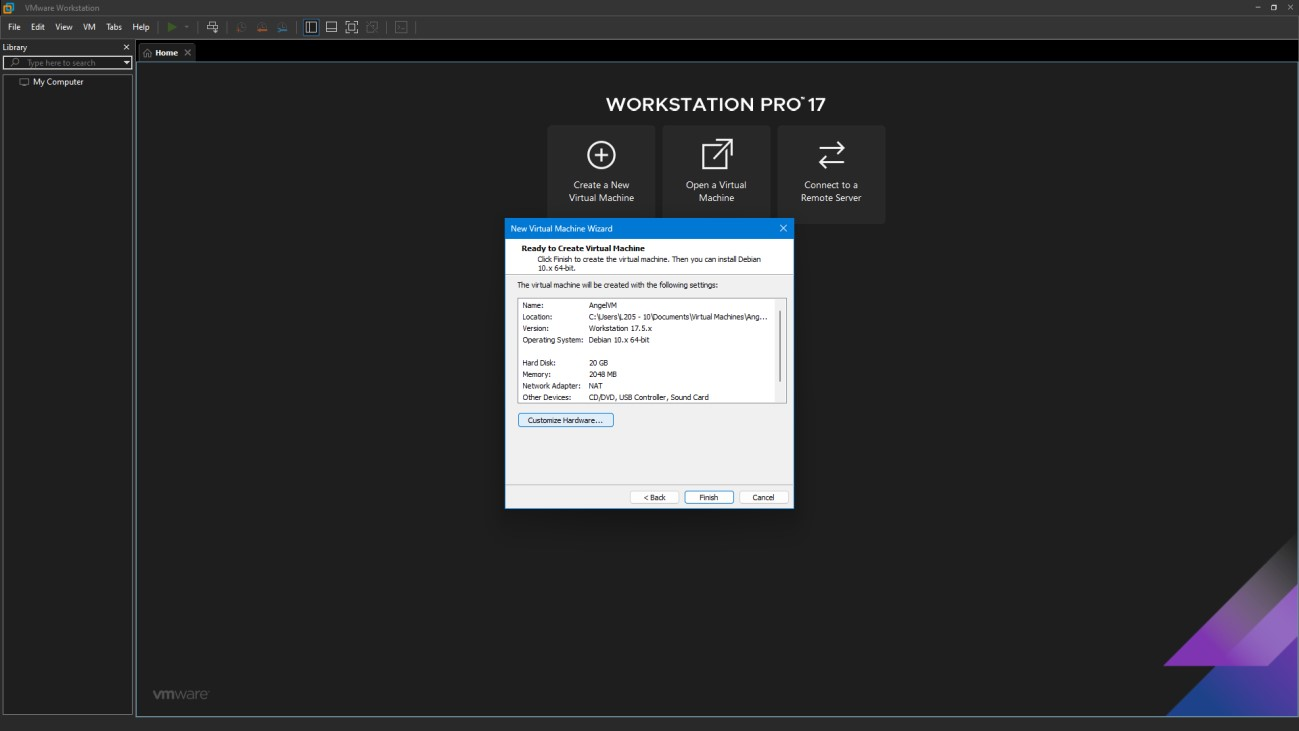 VMware Workstation
File Edit View VM Tabs Help
Library
Type here to search
My Computer
Home
WORKSTATION PRO™ 17
Create a New
Virtual Machine
Open a Virtual
Machine
Connect to a
Remote Server
New Virtual Machine Wizard
Ready to Create Virtual Machine
Click Finish to create the virtual machine. Then you can install Debian
10.x 64-bit.
The virtual machine will be created with the following settings:
Name: AngelVM
Location: C:\Users\L205 - 10\Documents\Virtual Machines\Ang...
Version: Workstation 17.5.x
Operating System: Debian 10.x 64-bit
Hard Disk: 20 GB
Memory: 2048 MB
Network Adapter: NAT
Other Devices: CD/DVD, USB Controller, Sound Card
Customize Hardware...
< Back Finish Cancel
vmware